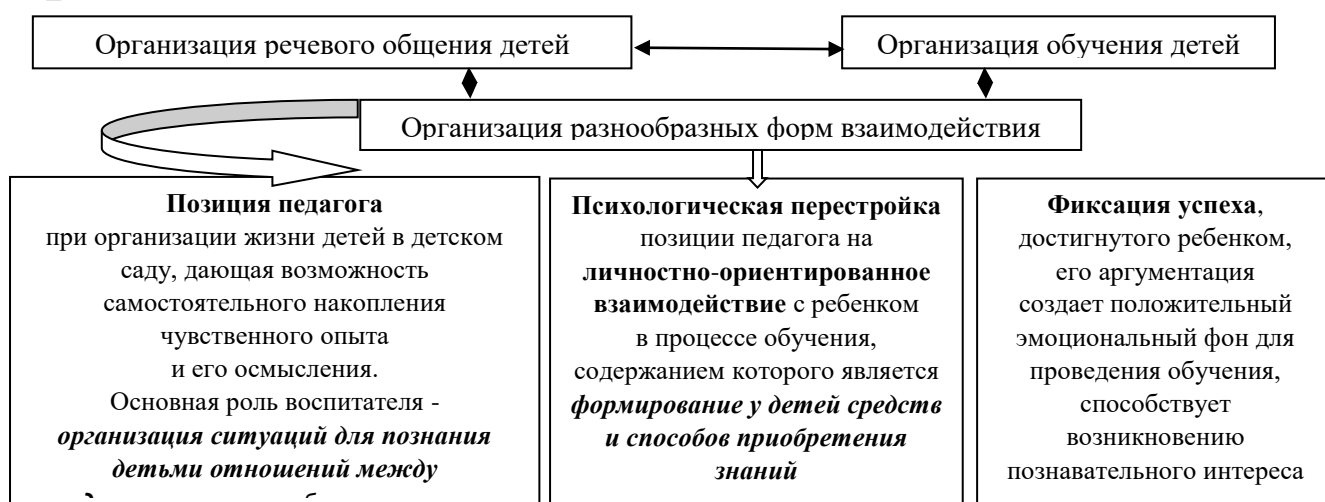 Организация речевого общения детей
Организация обучения детей
Организация разнообразных форм взаимодействия
Позиция педагога
при организации жизни детей в детском
саду, дающая возможность
самостоятельного накопления
чувственного опыта
и его осмысления.
Основная роль воспитателя -
организация ситуаций для познания
детьми отношений между
Психологическая перестройка
позиции педагога на
личностно-ориентированное
взаимодействие с ребенком
в процессе обучения,
содержанием которого является
формирование у детей средств
и способов приобретения
знаний
Фиксация успеха,
достигнутого ребенком,
его аргументация
создает положительный
эмоциональный фон для
проведения обучения,
способствует
возникновению
познавательного интереса